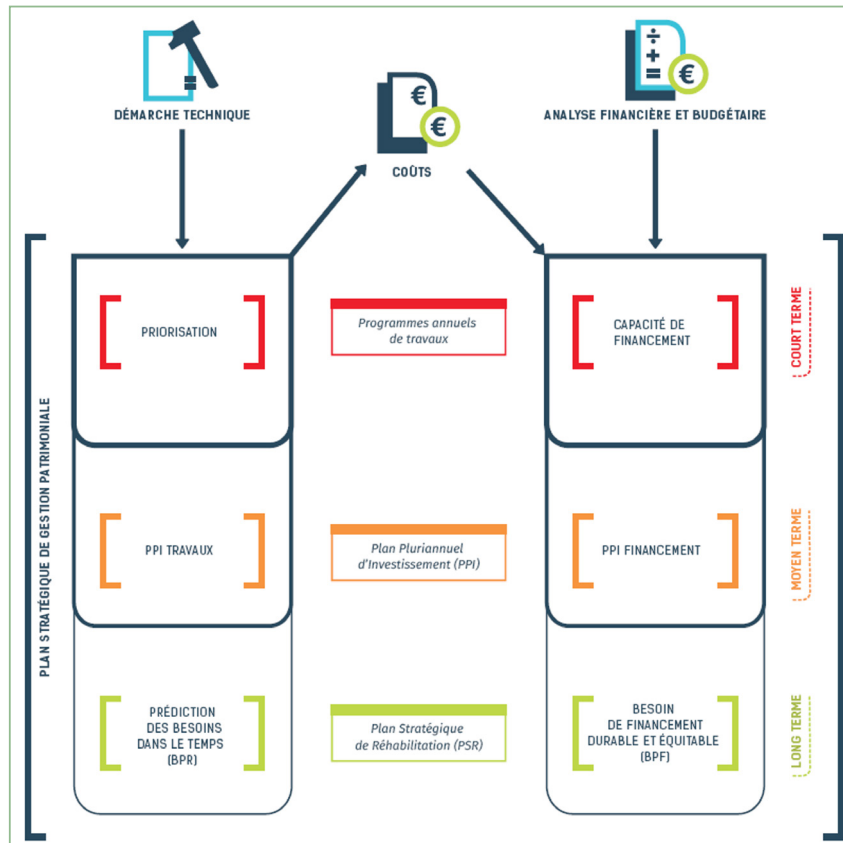 DÉMARCHE TECHNIQUE
÷
+
=
€
ANALYSE FINANCIÈRE ET BUDGÉTAIRE
€
€
COÛTS
PLAN STRATÉGIQUE DE GESTION PATRIMONIALE
PRIORISATION
Programmes annuels
de travaux
CAPACITÉ DE
FINANCEMENT
COURT TERME
PPI TRAVAUX
Plan Pluriannuel
d'Investissement (PPI)
PPI FINANCEMENT
MOYEN TERME
PRÉDICTION
DES BESOINS
DANS LE TEMPS
(BPR)
Plan Stratégique
de Réhabilitation (PSR)
BESOIN
DE FINANCEMENT
DURABLE ET ÉQUITABLE
(BPF)
LONG TERME